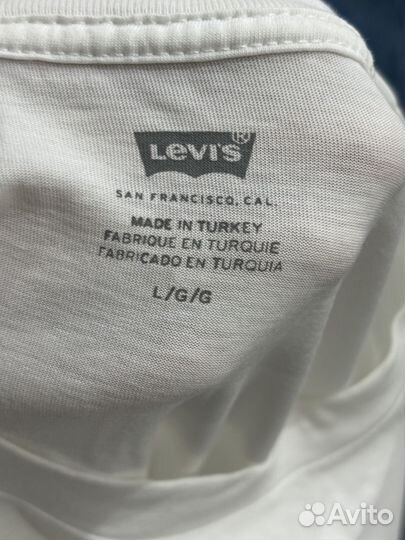 Levi's®
SAN FRANCISCO, CAL.
MADE IN TURKEY
FABRIQUE EN TURQUIE
FABRICADO EN TURQUIA
L/G/G
Avito